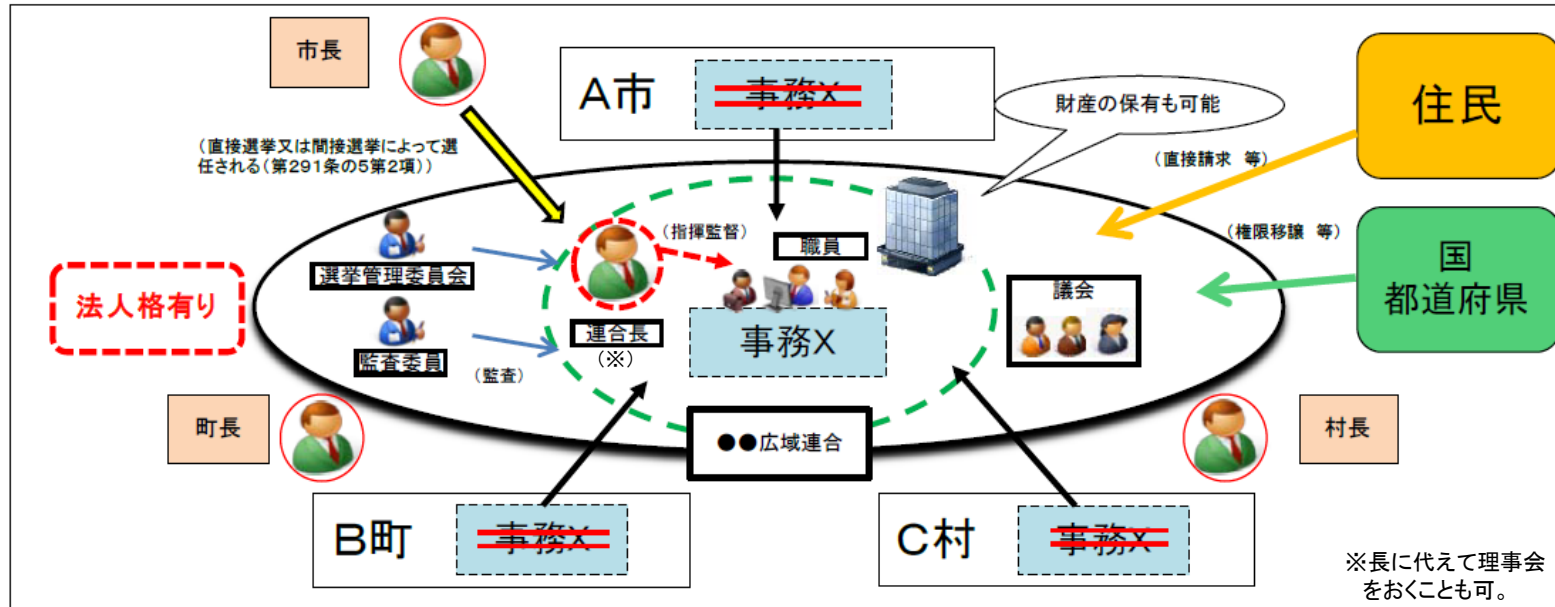 市長
A市
事務X
財産の保有も可能
住民
(直接選挙又は間接選挙によって選
任される(第291条の5第2項))
(直接請求 等)
(指揮監督)
職員
(権限移譲 等)
選挙管理委員会
国
都道府県
法人格有り
議会
連合長
(※)
事務X
監査委員
(監査)
町長
村長
●●広域連合
B町
事務X
C村
事務X
※長に代えて理事会
をおくことも可。